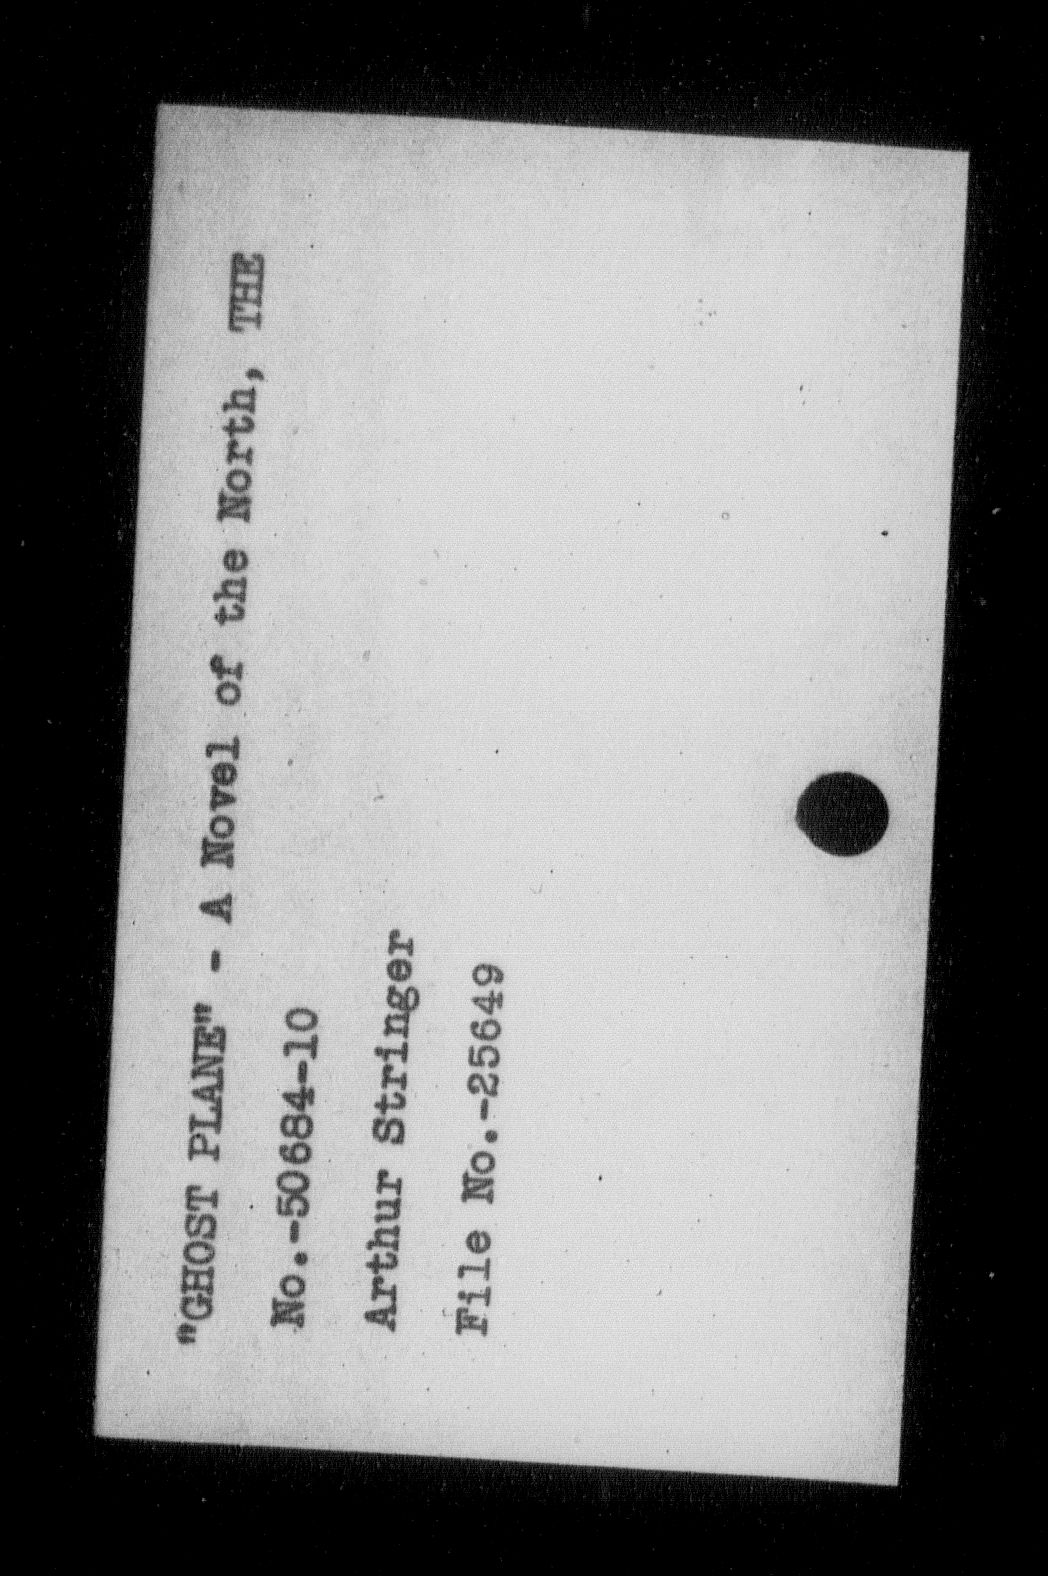 "GHOST PLANE" - A Novel of the North, THE
No.-50684-10
Arthur Stringer
File No.-25649